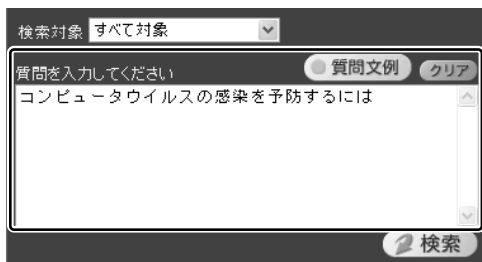 検索対象 すべて対象
質問を入力してください 質問文例 クリア
コンピュータウイルスの感染を予防するには
検索